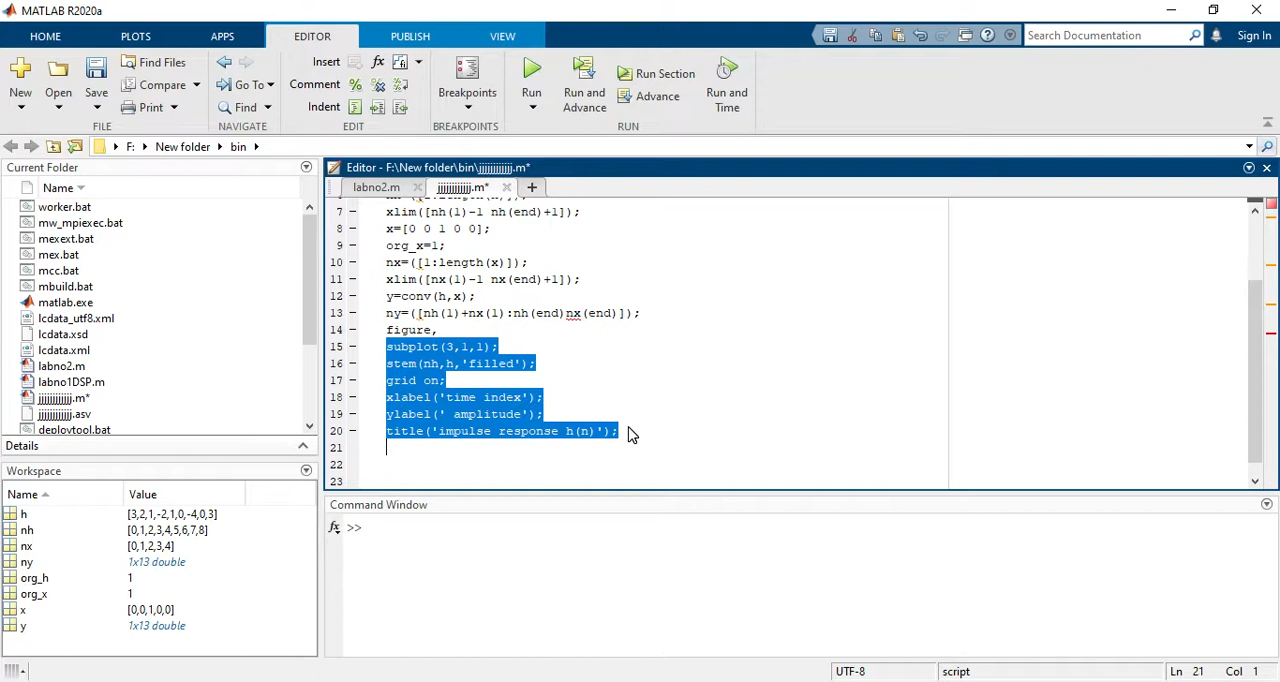 MATLAB R2020a
HOME PLOTS APPS EDITOR PUBLISH VIEW Search Documentation Sign In
New Open Save Find Files Compare Print Go To Find Insert Comment Indent Breakpoints Run Run and Advance Run Section Advance Run and Time
FILE NAVIGATE EDIT BREAKPOINTS RUN
F: New folder bin
Current Folder
Name
worker.bat
mw_mpiexec.bat
mexext.bat
mex.bat
mcc.bat
mbuild.bat
matlab.exe
lcdata_utf8.xml
lcdata.xsd
lcdata.xml
labno2.m
labno1DSP.m
jjjjjjjjjjjj.m*
jjjjjjjjjjjj.asv
deploytool.bat
Details
Workspace
Name Value
h [3,2,1,-2,1,0,-4,0,3]
nh [0,1,2,3,4,5,6,7,8]
nx [0,1,2,3,4]
ny 1x13 double
org_h 1
org_x 1
x [0,0,1,0,0]
y 1x13 double
Editor - F:\New folder\bin\jjjjjjjjjjjj.m*
labno2.m jjjjjjjjjjjj.m*
7 xlim([nh(1)-1 nh(end)+1]);
8 x=[0 0 1 0 0];
9 org_x=1;
10 nx=([1:length(x)]);
11 xlim([nx(1)-1 nx(end)+1]);
12 y=conv(h,x);
13 ny=([nh(1)+nx(1):nh(end)nx(end)]);
14 figure,
15 subplot(3,1,1);
16 stem(nh,h,'filled');
17 grid on;
18 xlabel('time index');
19 ylabel(' amplitude');
20 title('impulse response h(n)');
21
22
23
Command Window
fx >>
UTF-8 script Ln 21 Col 1